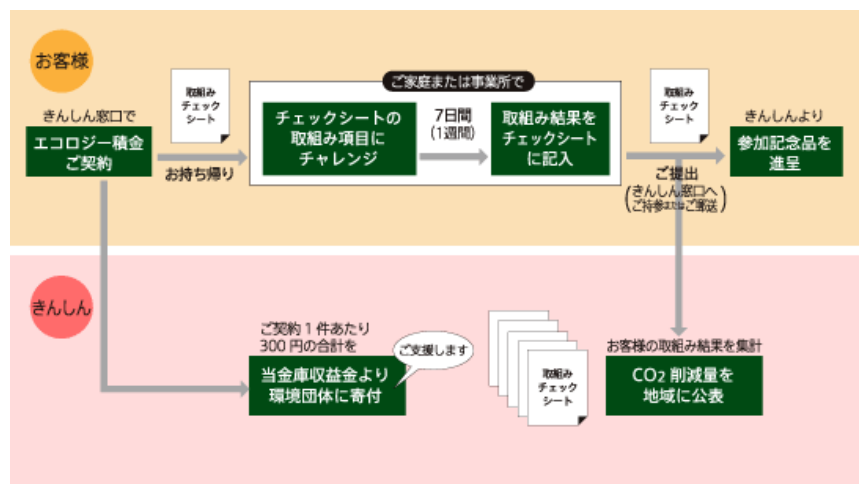 お客様
きんしん窓口で
エコロジー積金
ご契約
取組み
チェック
シート
お持ち帰り
ご家庭または事業所で
チェックシートの
取組み項目に
チャレンジ
7日間
(1週間)
取組み結果を
チェックシート
に記入
取組み
チェック
シート
ご提出
(きんしん窓口へ
ご持参またはご郵送)
きんしんより
参加記念品を
進呈
きんしん
ご契約1件あたり
300円の合計を
ご支援します
当金庫収益金より
環境団体に寄付
取組み
チェック
シート
お客様の取組み結果を集計
CO2削減量を
地域に公表